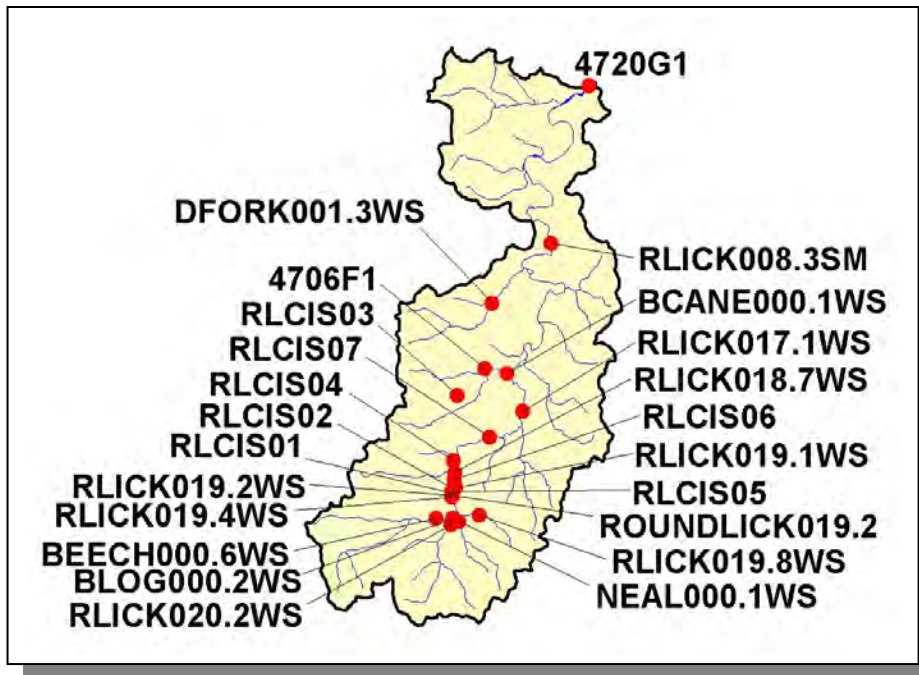 4720G1
DFORK001.3WS
RLICK008.3SM
4706F1
BCANE000.1WS
RLCIS03
RLICK017.1WS
RLCIS07
RLICK018.7WS
RLCIS04
RLCIS06
RLCIS02
RLCIS01
RLICK019.1WS
RLICK019.2WS
RLCIS05
RLICK019.4WS
ROUNDLICK019.2
BEECH000.6WS
RLICK019.8WS
BLOG000.2WS
NEAL000.1WS
RLICK020.2WS